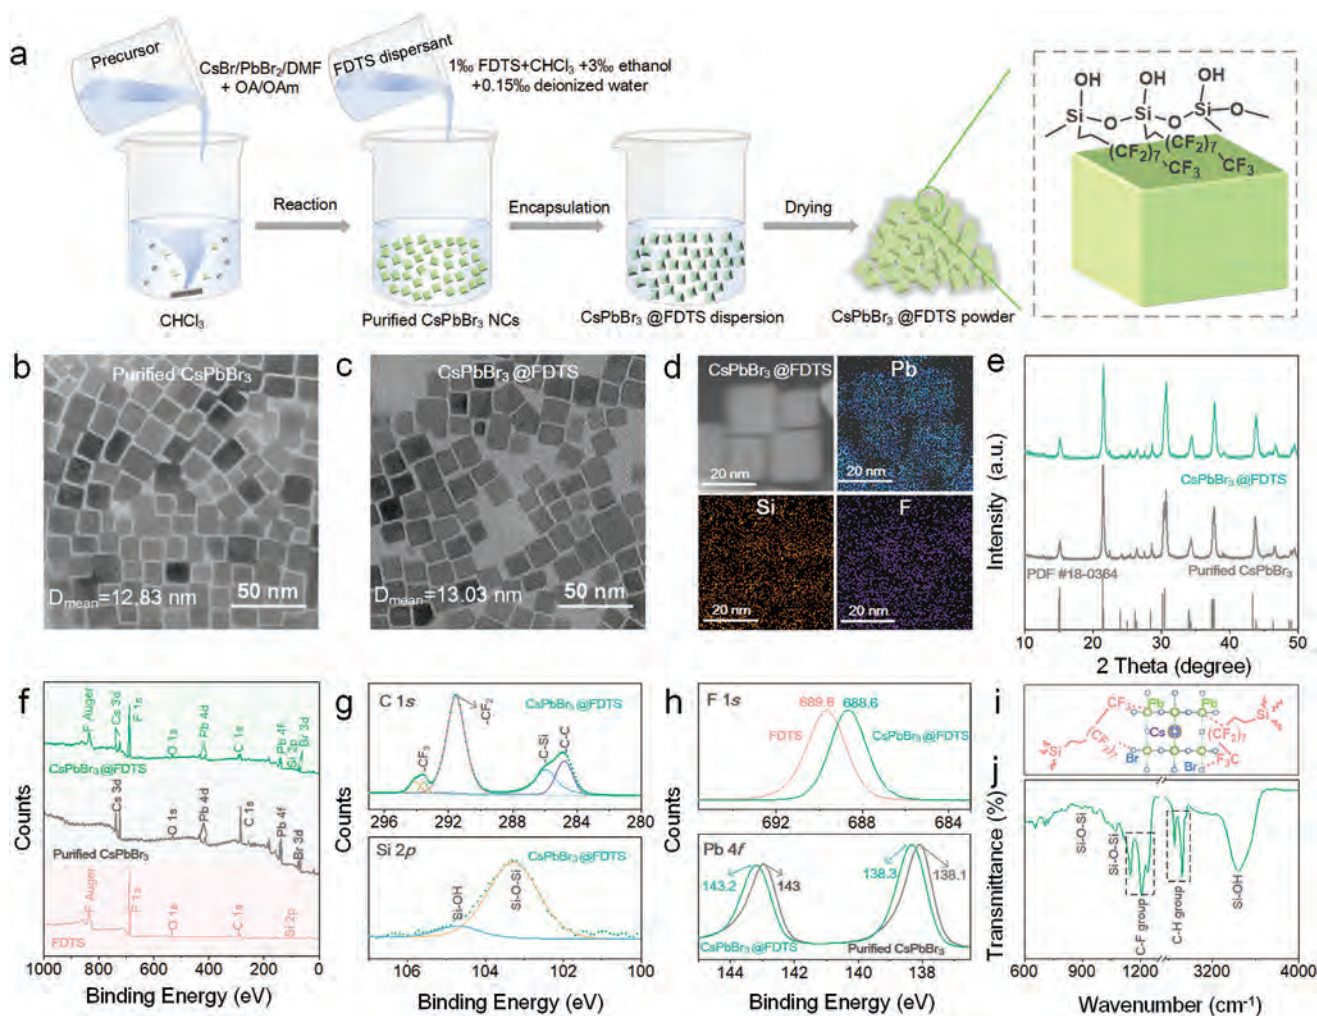 a
Precursor
CsBr/PbBr₂/DMF
+ OA/OAm
FDTS dispersant
1‰ FDTS+CHCl₃ +3‰ ethanol
+0.15‰ deionized water
Reaction
Encapsulation
Drying
CHCl₃
Purified CsPbBr₃ NCs
CsPbBr₃ @FDTS dispersion
CsPbBr₃ @FDTS powder
OH OH OH
Si O Si O Si O
(CF₂)₇ (CF₂)₇
CF₃ CF₃
b
Purified CsPbBr₃
Dmean=12.83 nm
50 nm
c
CsPbBr₃@FDTS
Dmean=13.03 nm
50 nm
d
CsPbBr₃@FDTS
20 nm
Pb
20 nm
Si
20 nm
F
20 nm
e
Intensity (a.u.)
CsPbBr₃@FDTS
PDF #18-0364
Purified CsPbBr₃
10 20 30 40 50
2 Theta (degree)
f
Counts
F Auger
Cs 3d
F 1s
O 1s
Pb 4d
C 1s
Pb 4f
Si 2p
Br 3d
CsPbBr₃@FDTS
Cs 3d
O 1s
Pb 4d
C 1s
Pb 4f
Br 3d
Purified CsPbBr₃
F Auger
F 1s
O 1s
C 1s
Si 2p
FDTS
1000 800 600 400 200 0
Binding Energy (eV)
g
Counts
C 1s
CsPbBr₃@FDTS
-CF₃
-CF₂
-C-Si
-C-C
296 292 288 284 280
Si 2p
CsPbBr₃@FDTS
Si-OH
Si-O-Si
106 104 102 100
Binding Energy (eV)
h
Counts
F 1s
689.6
688.6
FDTS
CsPbBr₃@FDTS
692 688 684
Pb 4f
143.2
143
138.3
138.1
CsPbBr₃@FDTS
Purified CsPbBr₃
144 142 140 138
Binding Energy (eV)
i
CF₃
Pb
Pb
Si
(CF₂)₇
Cs
Si
CF₂)₇
Br
Br
F₃C
j
Transmittance (%)
Si-O-Si
Si-O-Si
C-F group
C-H group
Si-OH
600 900 1200 3200 4000
Wavenumber (cm⁻¹)